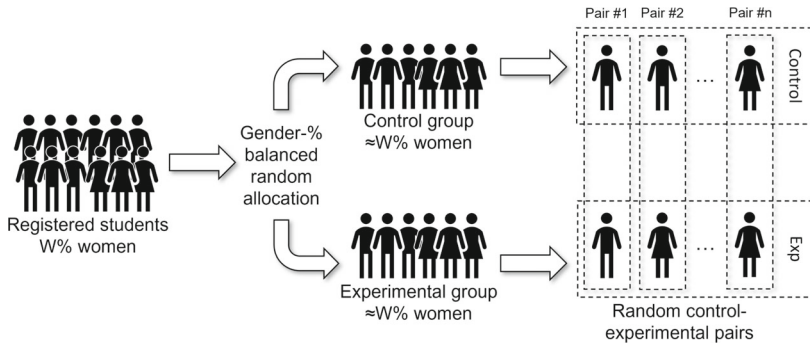 Pair #1 Pair #2 Pair #n
Control
Control group
≈W% women
Gender-%
balanced
random
allocation
Registered students
W% women
... 
Exp
...
Experimental group
≈W% women
Random control-
experimental pairs